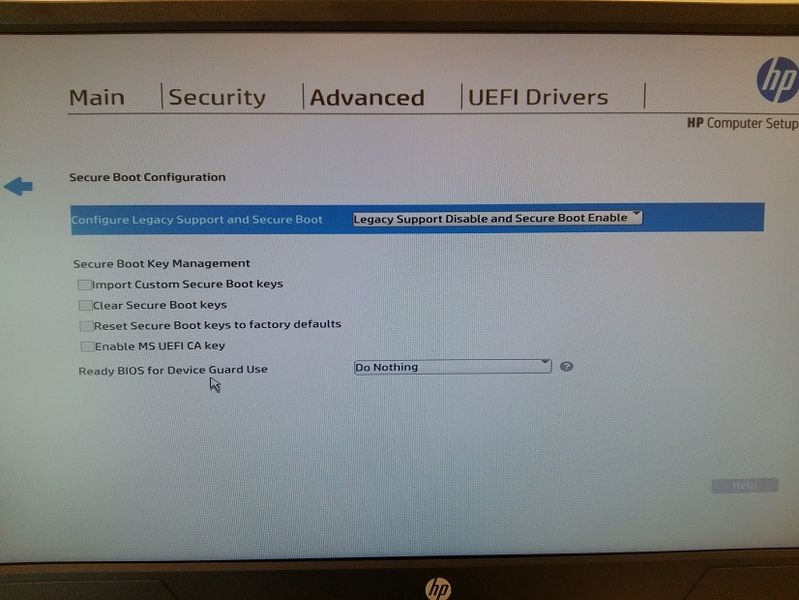 Main
Security
Advanced
UEFI Drivers
hp
HP Computer Setup
Secure Boot Configuration
Configure Legacy Support and Secure Boot
Legacy Support Disable and Secure Boot Enable
Secure Boot Key Management
Import Custom Secure Boot keys
Clear Secure Boot keys
Reset Secure Boot keys to factory defaults
Enable MS UEFI CA key
Ready BIOS for Device Guard Use
Do Nothing
?
Help
hp